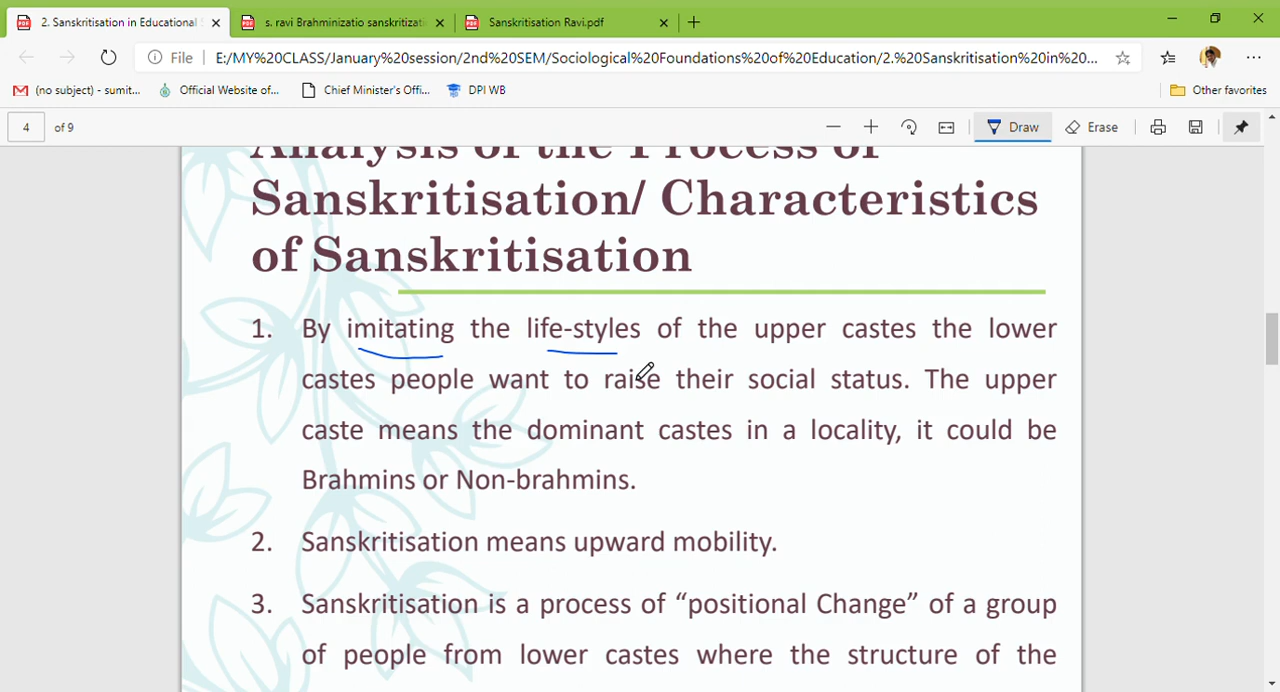 2. Sanskritisation in Educational
s. ravi Brahminizatio sanskritizati
Sanskritisation Ravi.pdf
File
E:/MY%20CLASS/January%20session/2nd%20SEM/Sociological%20Foundations%20of%20Education/2.%20Sanskritisation%20in%20...
(no subject) - sumit...
Official Website of...
Chief Minister's Offi...
DPI WB
Other favorites
4 of 9
Draw
Erase
Analysis of the Process of
Sanskritisation/ Characteristics
of Sanskritisation
1. By imitating the life-styles of the upper castes the lower
castes people want to raise their social status. The upper
caste means the dominant castes in a locality, it could be
Brahmins or Non-brahmins.
2. Sanskritisation means upward mobility.
3. Sanskritisation is a process of “positional Change” of a group
of people from lower castes where the structure of the